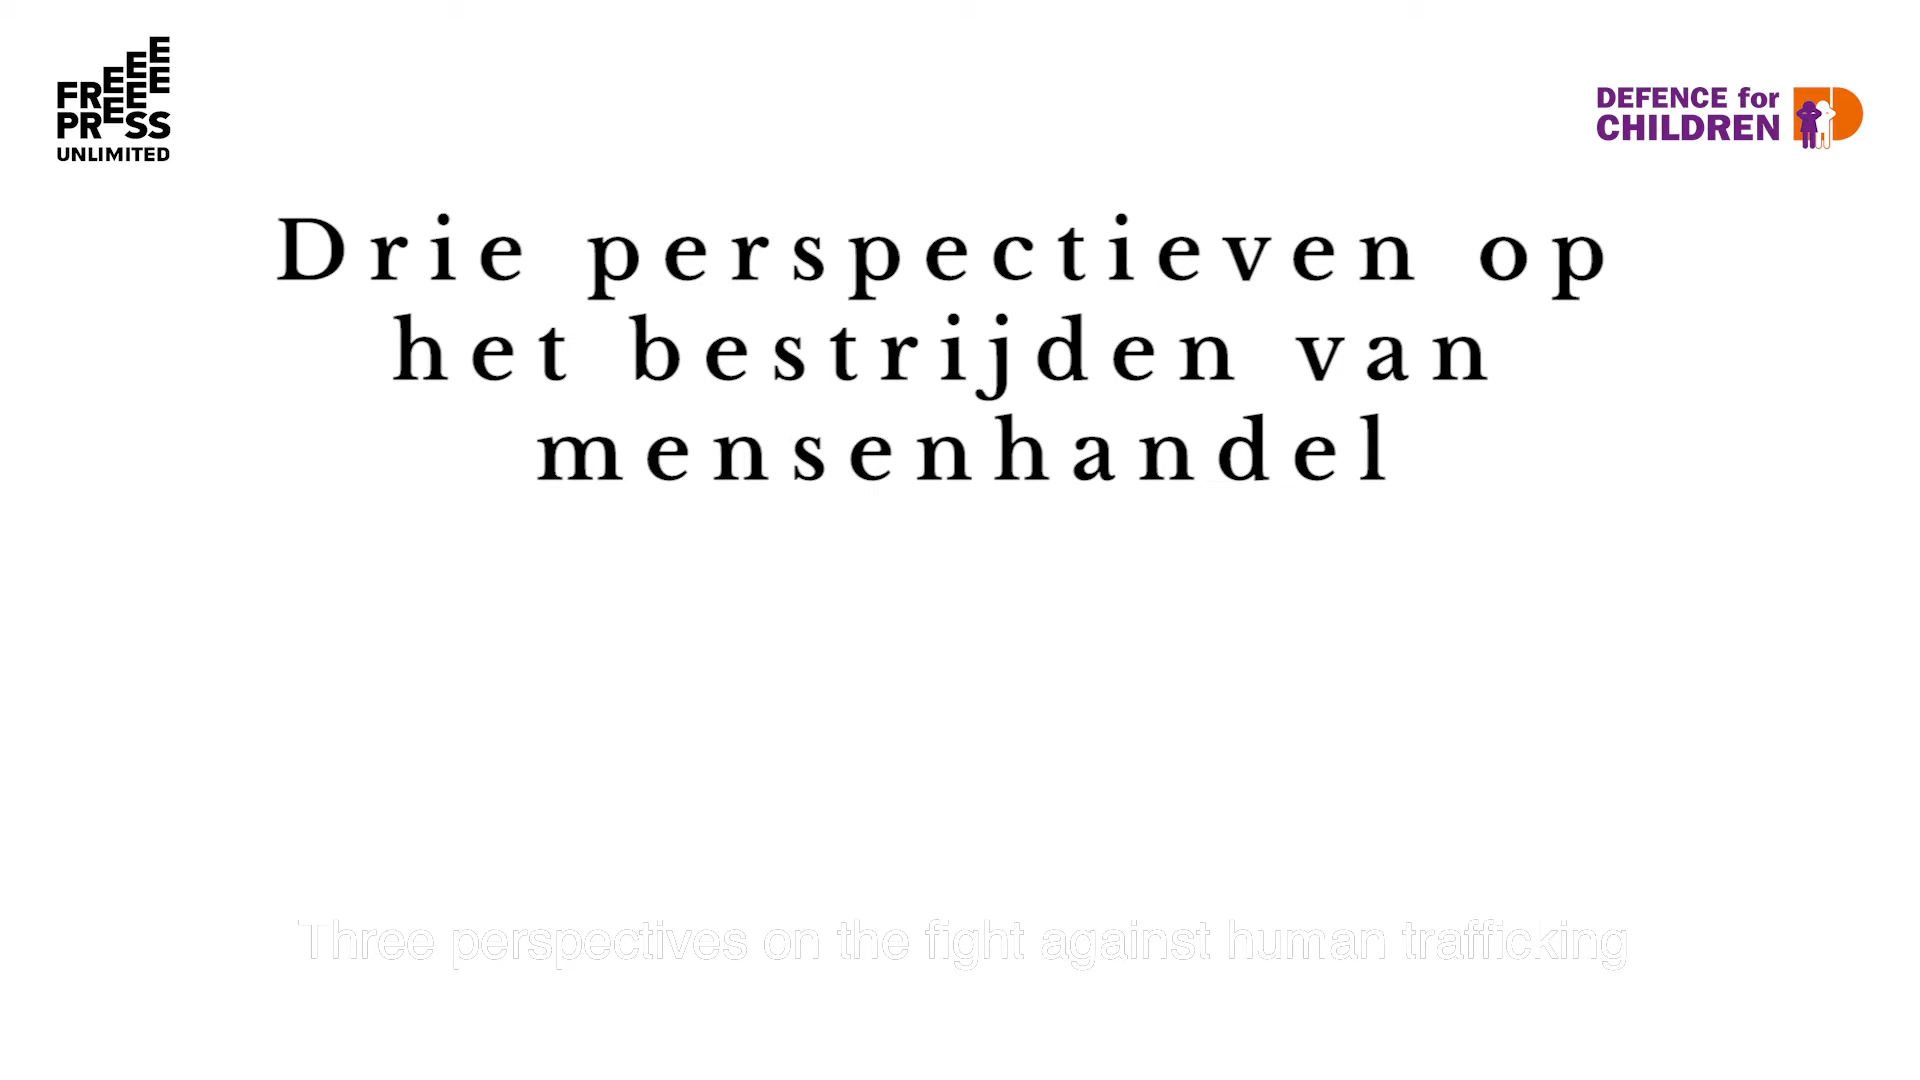 FREEEEE
PRESS
UNLIMITED
DEFENCE for
CHILDREN
Drie perspectieven op
het bestrijden van
mensenhandel
Three perspectives on the fight against human trafficking